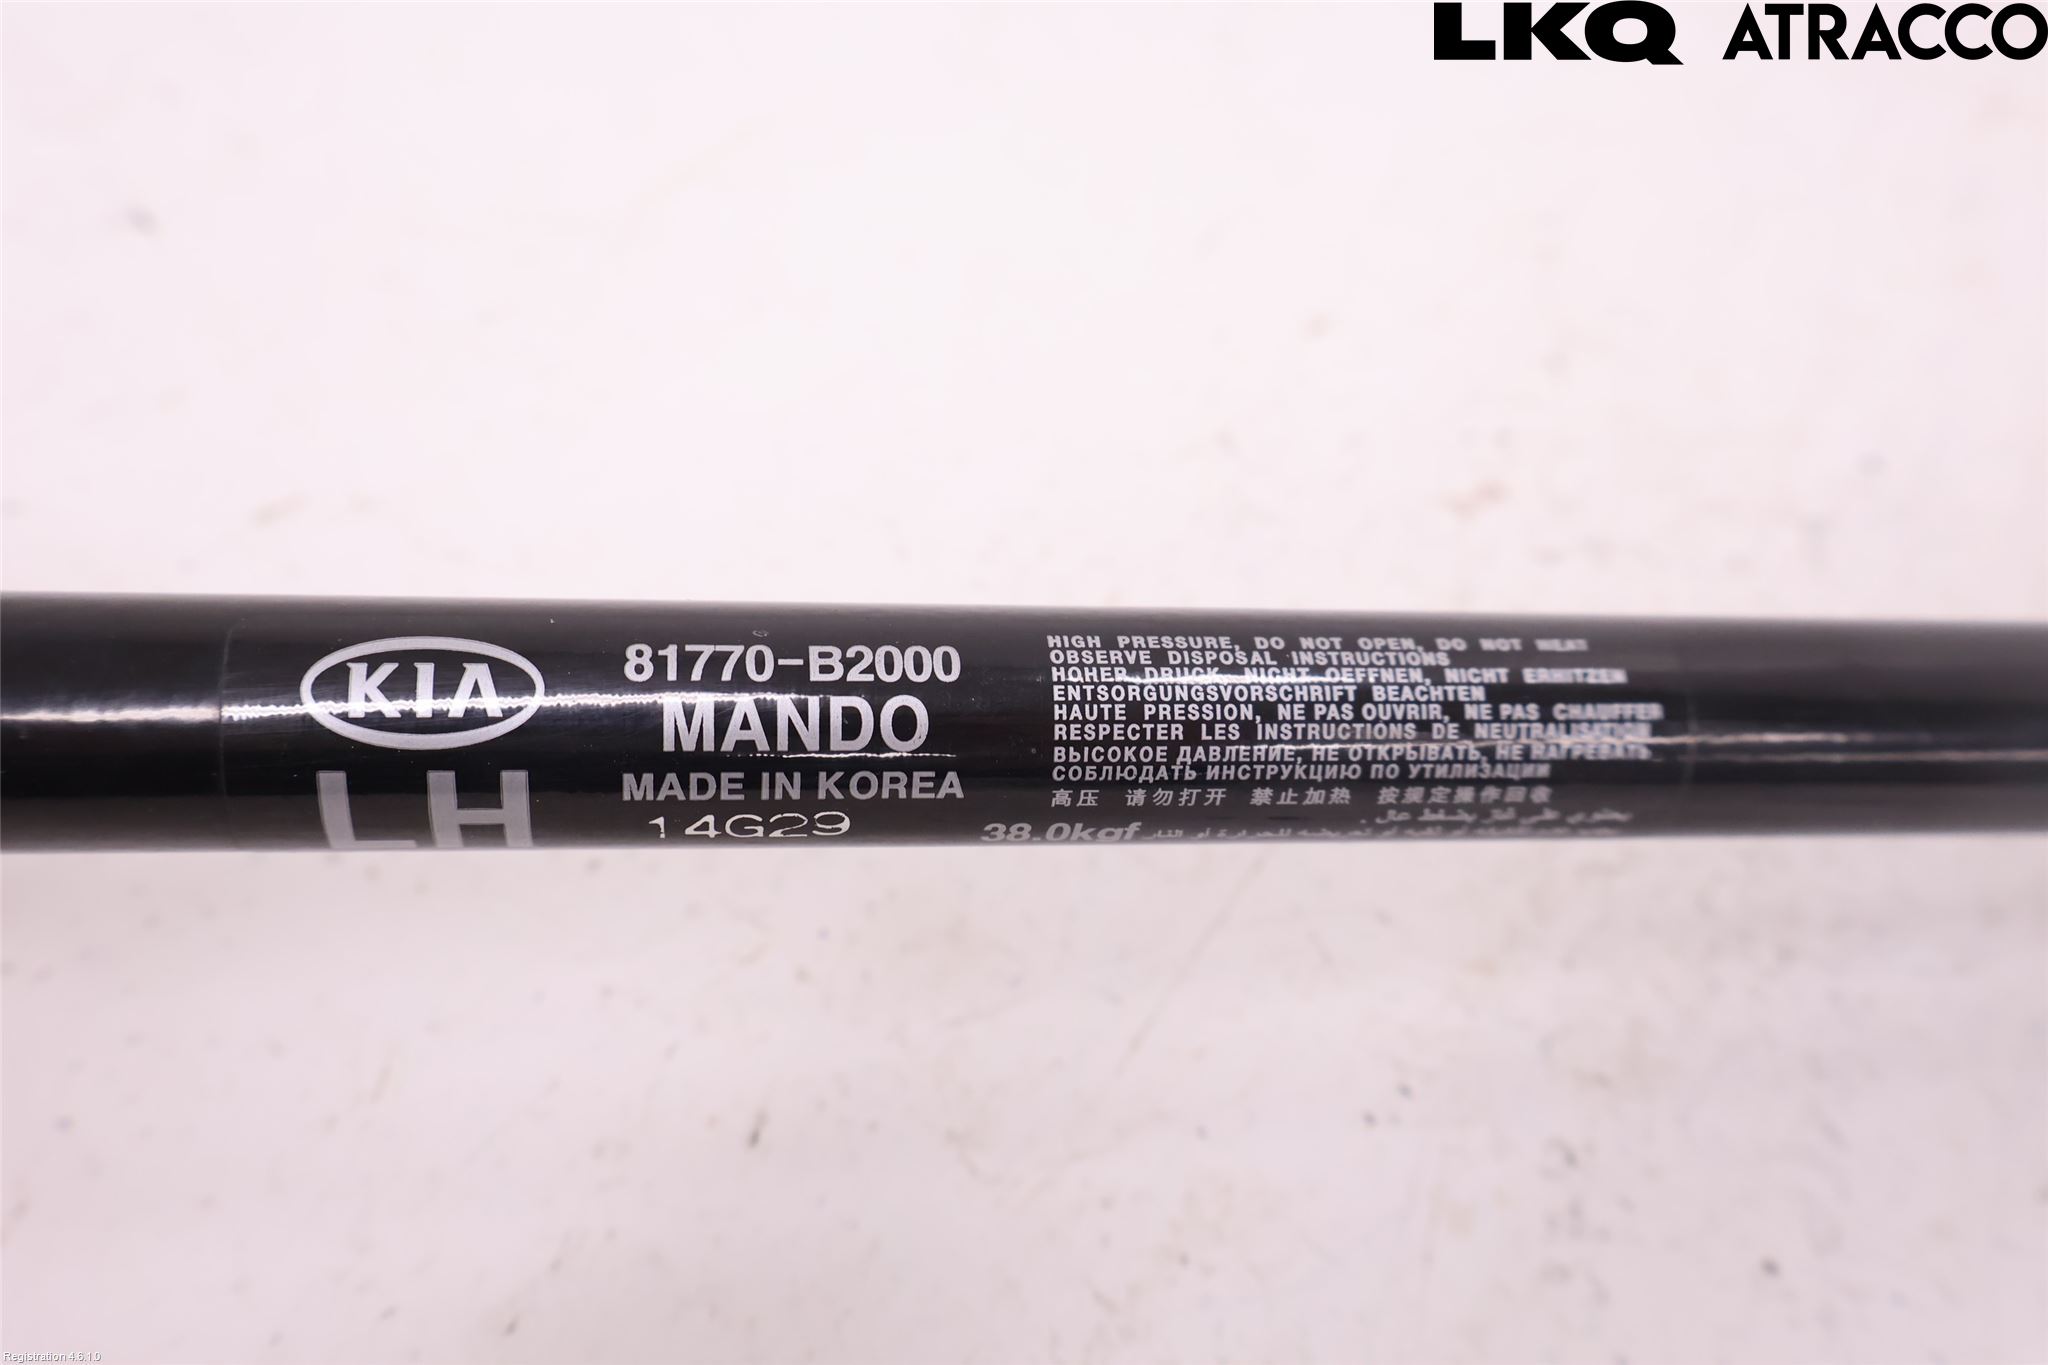 LKQ ATRACCO
KIA
LH
81770-B2000
MANDO
MADE IN KOREA
14G29
HIGH PRESSURE, DO NOT OPEN, DO NOT HEAT
OBSERVE DISPOSAL INSTRUCTIONS
HOHER DRUCK, NICHT OEFFNEN, NICHT ERHITZEN
ENTSORGUNGSVORSCHRIFT BEACHTEN
HAUTE PRESSION, NE PAS OUVRIR, NE PAS CHAUFFER
RESPECTER LES INSTRUCTIONS DE NEUTRALISATION
ВЫСОКОЕ ДАВЛЕНИЕ, НЕ ОТКРЫВАТЬ, НЕ НАГРЕВАТЬ
СОБЛЮДАТЬ ИНСТРУКЦИЮ ПО УТИЛИЗАЦИИ
高压 请勿打开 禁止加热 按规定操作回收
38.0kgf
Registration 4.6.1.0